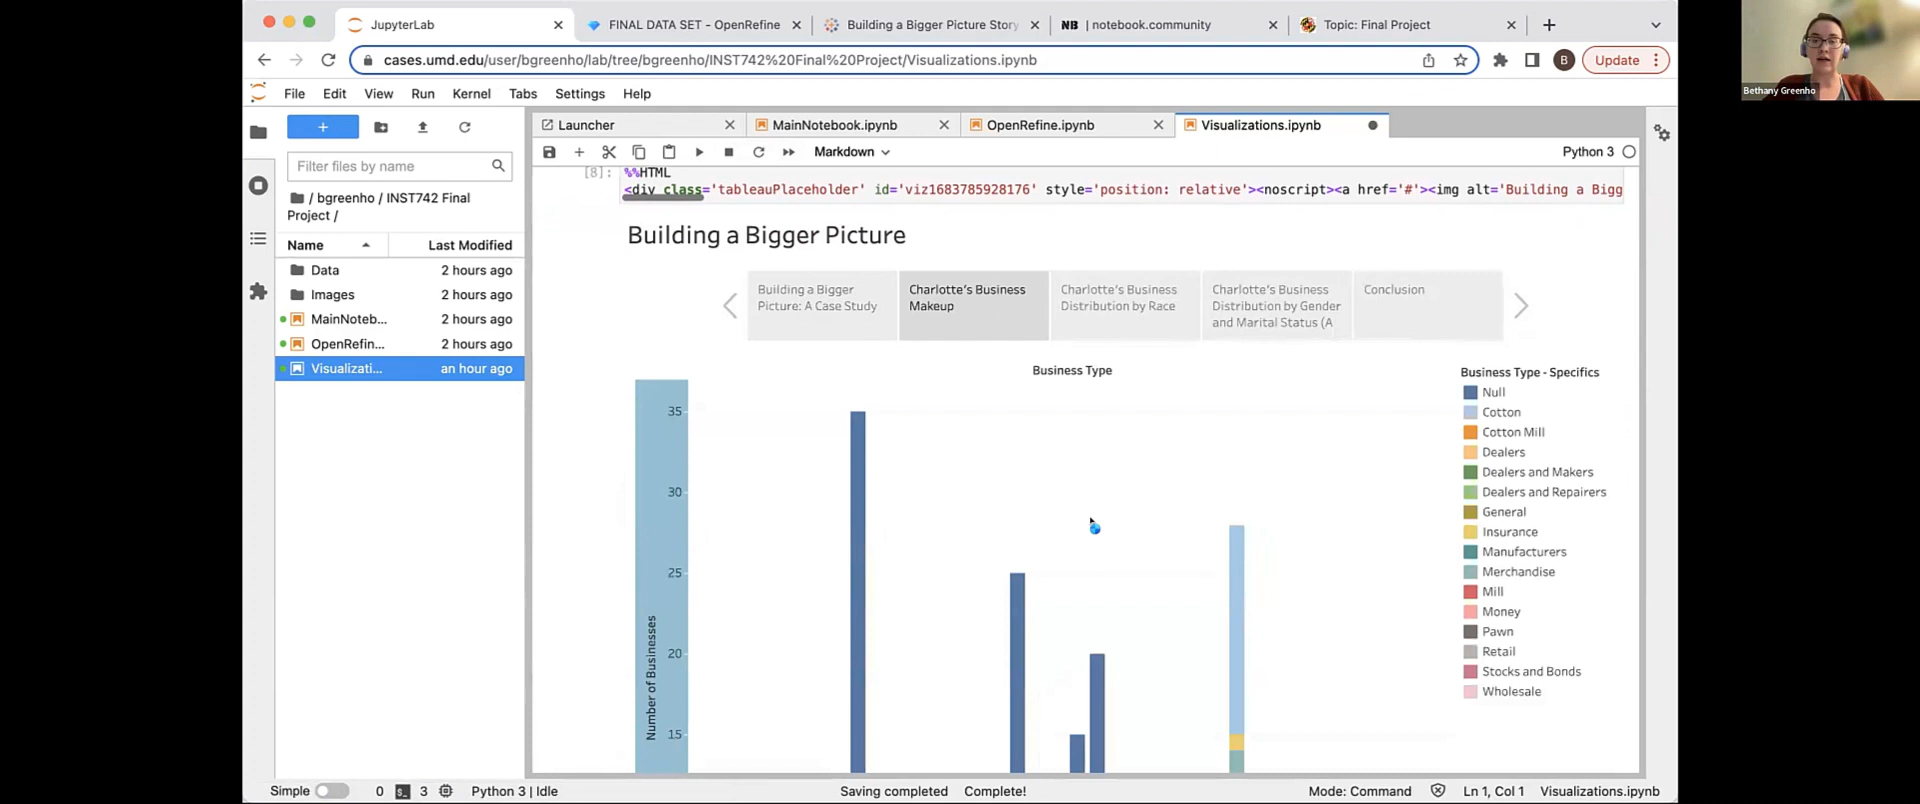 JupyterLab
FINAL DATA SET - OpenRefine
Building a Bigger Picture Story
NB | notebook.community
Topic: Final Project
cases.umd.edu/user/bgreenho/lab/tree/bgreenho/INST742%20Final%20Project/Visualizations.ipynb
B
Update
Bethany Greenho
File Edit View Run Kernel Tabs Settings Help
Launcher
MainNotebook.ipynb
OpenRefine.ipynb
Visualizations.ipynb
Markdown
Python 3
Filter files by name
/ bgreenho / INST742 Final
Project /
Name Last Modified
Data 2 hours ago
Images 2 hours ago
MainNoteb... 2 hours ago
OpenRefin... 2 hours ago
Visualizati... an hour ago
[8]: %%HTML
<div class='tableauPlaceholder' id='viz1683785928176' style='position: relative'><noscript><a href='#'><img alt='Building a Bigg
Building a Bigger Picture
Building a Bigger
Picture: A Case Study
Charlotte's Business
Makeup
Charlotte's Business
Distribution by Race
Charlotte's Business
Distribution by Gender
and Marital Status (A
Conclusion
Business Type
35
30
25
20
15
Number of Businesses
Business Type - Specifics
Null
Cotton
Cotton Mill
Dealers
Dealers and Makers
Dealers and Repairers
General
Insurance
Manufacturers
Merchandise
Mill
Money
Pawn
Retail
Stocks and Bonds
Wholesale
Simple 0 3 Python 3 | Idle Saving completed Complete! Mode: Command Ln 1, Col 1 Visualizations.ipynb